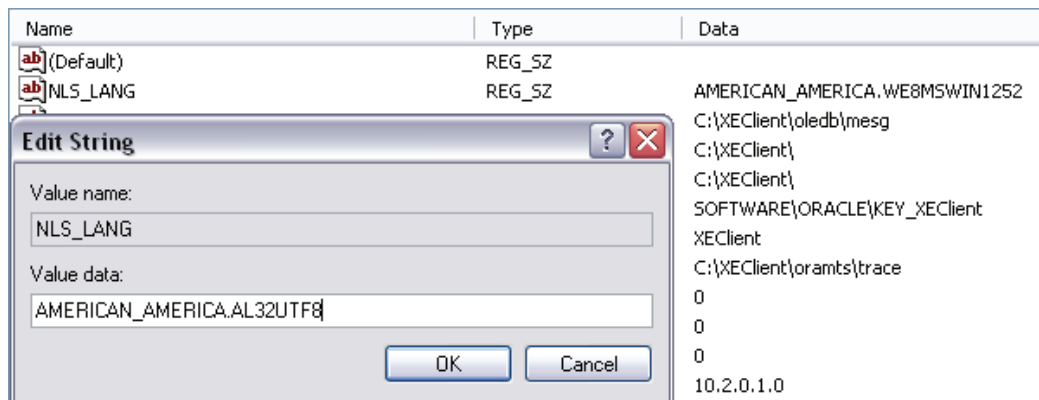 Name Type Data
(Default) REG_SZ
NLS_LANG REG_SZ AMERICAN_AMERICA.WE8MSWIN1252
C:\XEClient\oledb\mesg
Edit String
C:\XEClient\
C:\XEClient\
Value name:
SOFTWARE\ORACLE\KEY_XEClient
NLS_LANG
XEClient
Value data:
C:\XEClient\oramts\trace
AMERICAN_AMERICA.AL32UTF8
0
0
OK Cancel
0
10.2.0.1.0